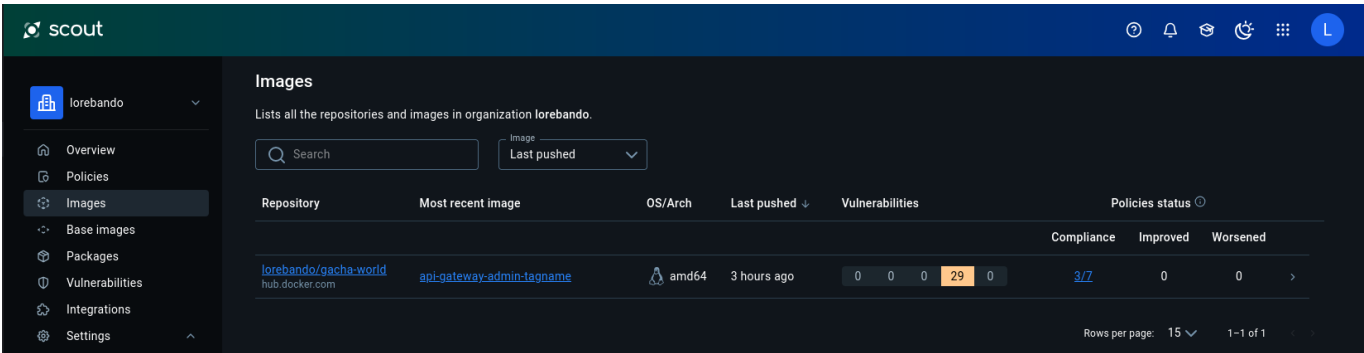 scout
L
lorebando
Overview
Policies
Images
Base images
Packages
Vulnerabilities
Integrations
Settings
Images
Lists all the repositories and images in organization lorebando.
Search
Image
Last pushed
Repository Most recent image OS/Arch Last pushed ↓ Vulnerabilities Policies status
Compliance Improved Worsened
lorebando/gacha-world api-gateway-admin-tagname amd64 3 hours ago 0 0 0 29 0 3/7 0 0
hub.docker.com
Rows per page: 15 1–1 of 1